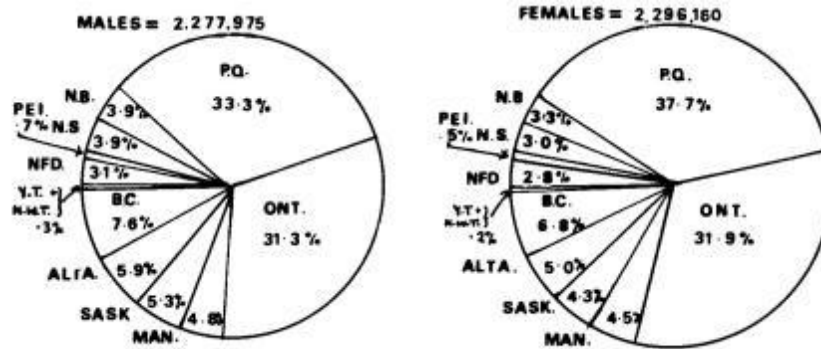 MALES = 2,277,975
P.Q.
33.3%
N.B.
3.9%
PEI.
.7% N.S
3.9%
NFD.
3.1%
Y.T. +
N.W.T.
.3%
B.C.
7.6%
ONT.
31.3%
ALTA.
5.9%
SASK
5.3%
MAN.
4.8%
FEMALES = 2,296,160
P.Q.
37.7%
N.B
3.3%
PEI.
.5% N.S.
3.0%
NFD
2.8%
Y.T +
N.W.T.
.2%
B.C.
6.8%
ONT.
31.9%
ALTA.
5.0%
SASK.
4.3%
MAN.
4.5%